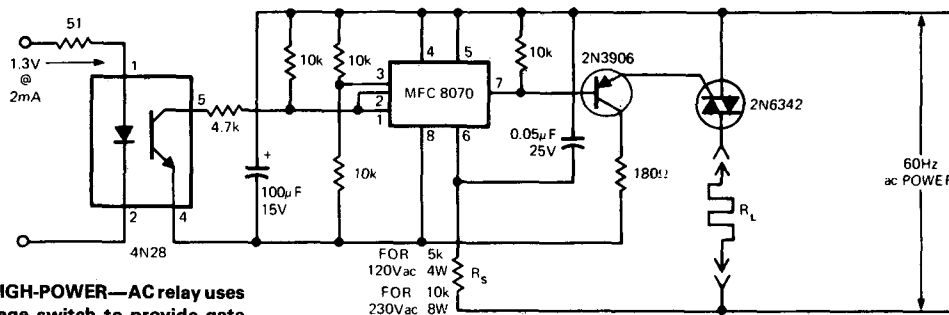 51
1.3V
@
2mA
1
2
5
4
4N28
4.7k
10k
10k
10k
+
100µF
15V
3
2
1
4
5
MFC 8070
7
8
6
10k
0.05µF
25V
2N3906
180Ω
2N6342
R_L
60Hz
ac POWER
FOR 5k
120Vac 4W
R_S
FOR 10k
230Vac 8W
IGH-POWER—AC relay uses
ge switch to provide gate